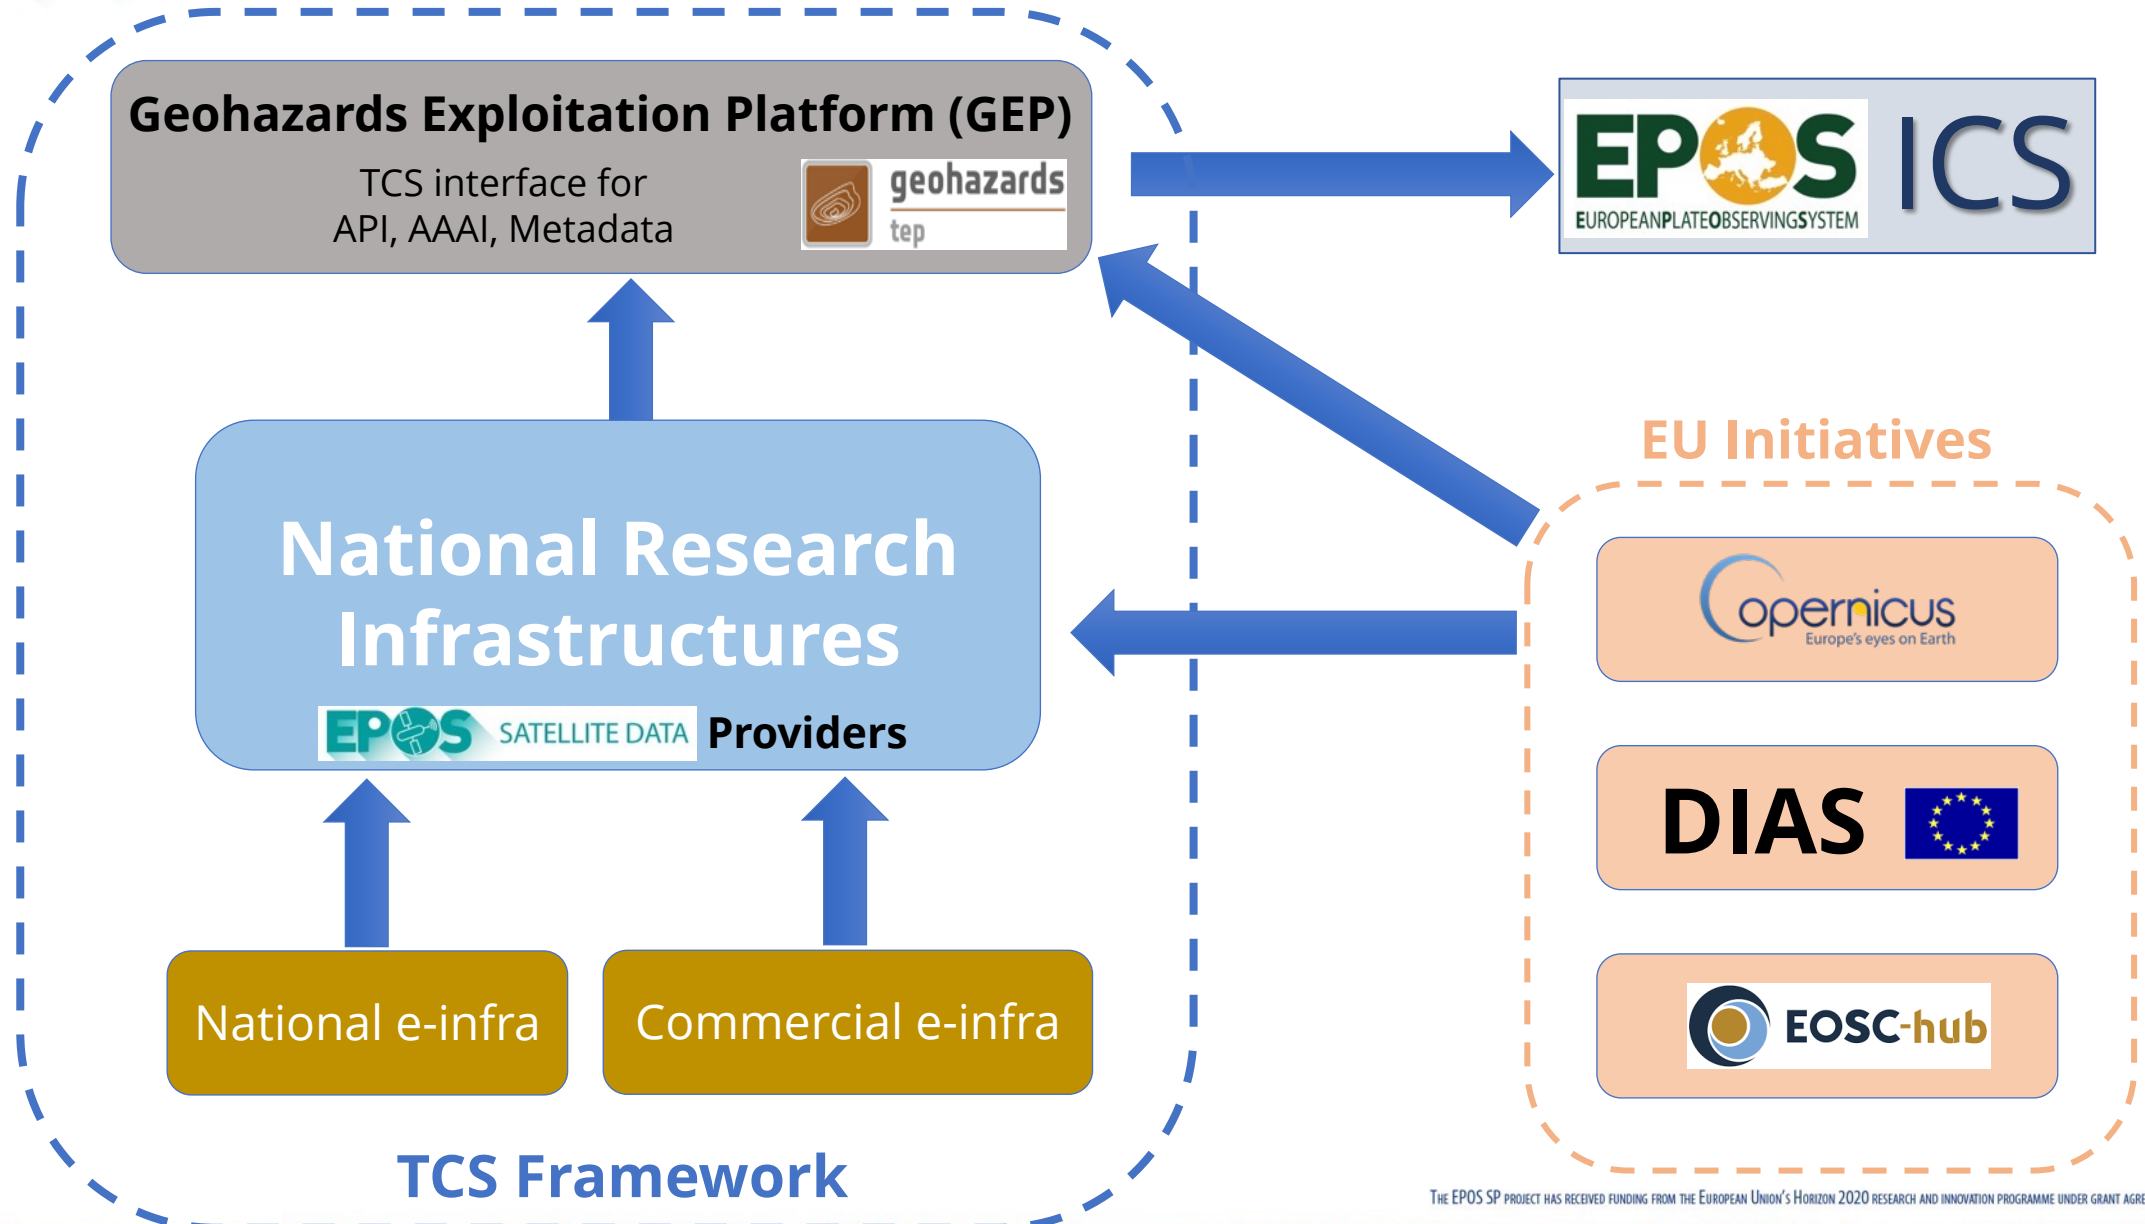 Geohazards Exploitation Platform (GEP)
TCS interface for
API, AAAI, Metadata
geohazards
tep
EPOS
EUROPEANPLATEOBSERVINGSYSTEM
ICS
National Research
Infrastructures
EPOS SATELLITE DATA Providers
National e-infra
Commercial e-infra
TCS Framework
EU Initiatives
Copernicus
Europe's eyes on Earth
DIAS
EOSC-hub
THE EPOS SP PROJECT HAS RECEIVED FUNDING FROM THE EUROPEAN UNION'S HORIZON 2020 RESEARCH AND INNOVATION PROGRAMME UNDER GRANT AGRE